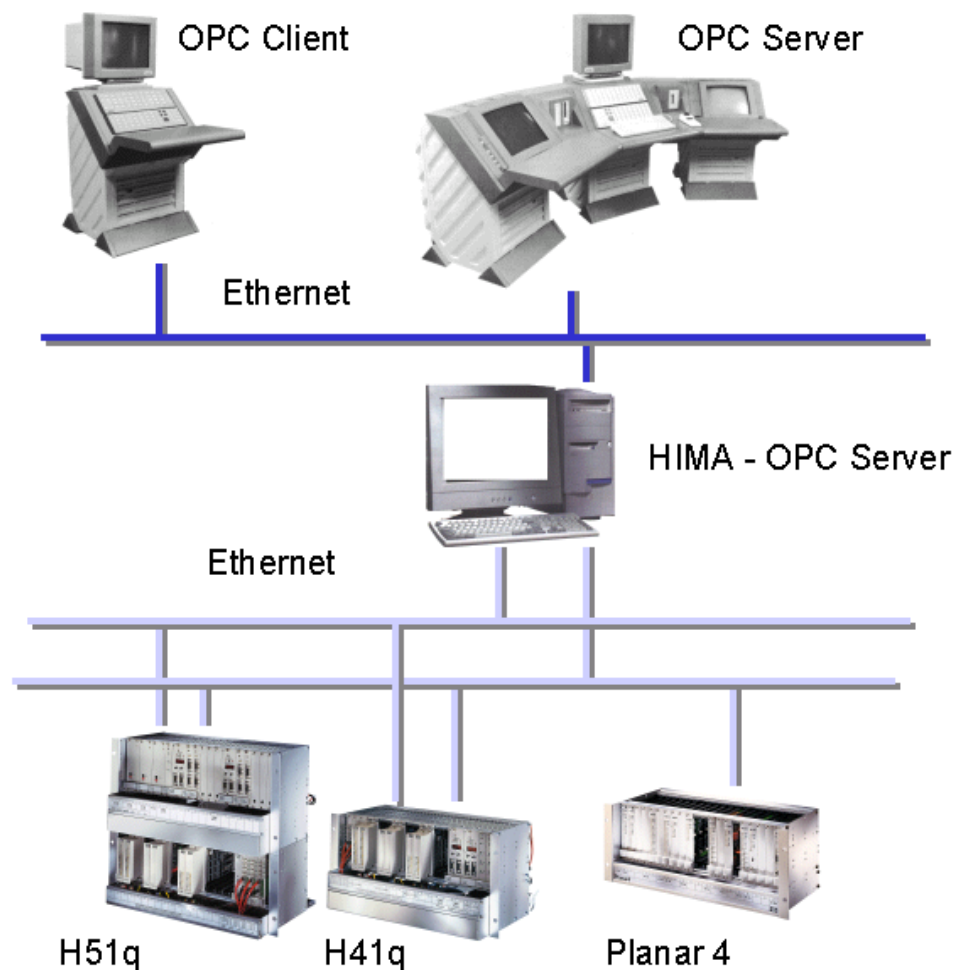 OPC Client
OPC Server
Ethernet
HIMA - OPC Server
Ethernet
H51q
H41q
Planar 4